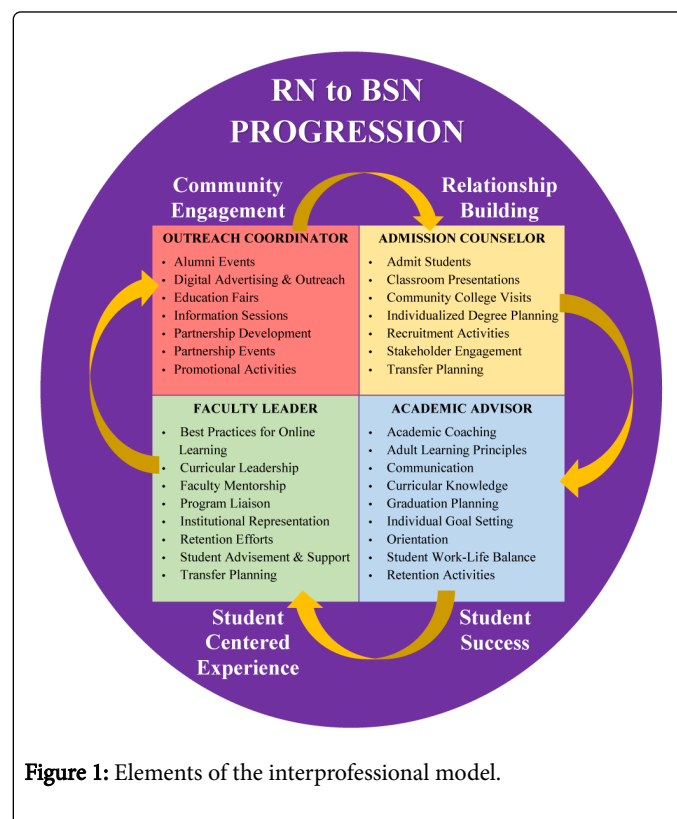 RN to BSN
PROGRESSION
Community
Engagement
Relationship
Building
OUTREACH COORDINATOR
• Alumni Events
• Digital Advertising & Outreach
• Education Fairs
• Information Sessions
• Partnership Development
• Partnership Events
• Promotional Activities
ADMISSION COUNSELOR
• Admit Students
• Classroom Presentations
• Community College Visits
• Individualized Degree Planning
• Recruitment Activities
• Stakeholder Engagement
• Transfer Planning
FACULTY LEADER
• Best Practices for Online
Learning
• Curricular Leadership
• Faculty Mentorship
• Program Liaison
• Institutional Representation
• Retention Efforts
• Student Advisement & Support
• Transfer Planning
ACADEMIC ADVISOR
• Academic Coaching
• Adult Learning Principles
• Communication
• Curricular Knowledge
• Graduation Planning
• Individual Goal Setting
• Orientation
• Student Work-Life Balance
• Retention Activities
Student
Centered
Experience
Student
Success
Figure 1: Elements of the interprofessional model.